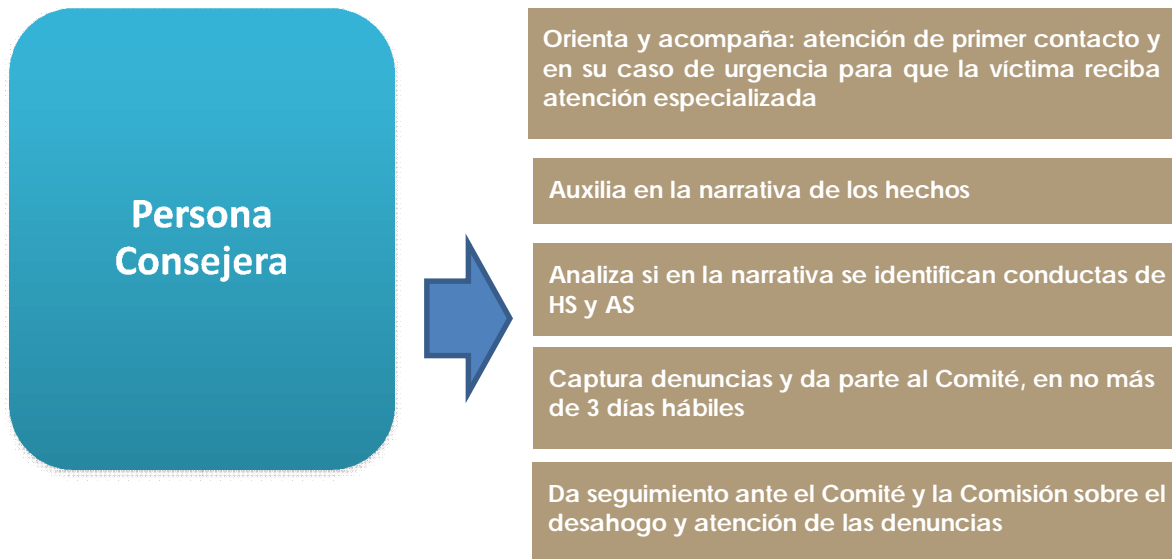 Persona
Consejera
Orienta y acompaña: atención de primer contacto y
en su caso de urgencia para que la víctima reciba
atención especializada
Auxilia en la narrativa de los hechos
Analiza si en la narrativa se identifican conductas de
HS y AS
Captura denuncias y da parte al Comité, en no más
de 3 días hábiles
Da seguimiento ante el Comité y la Comisión sobre el
desahogo y atención de las denuncias